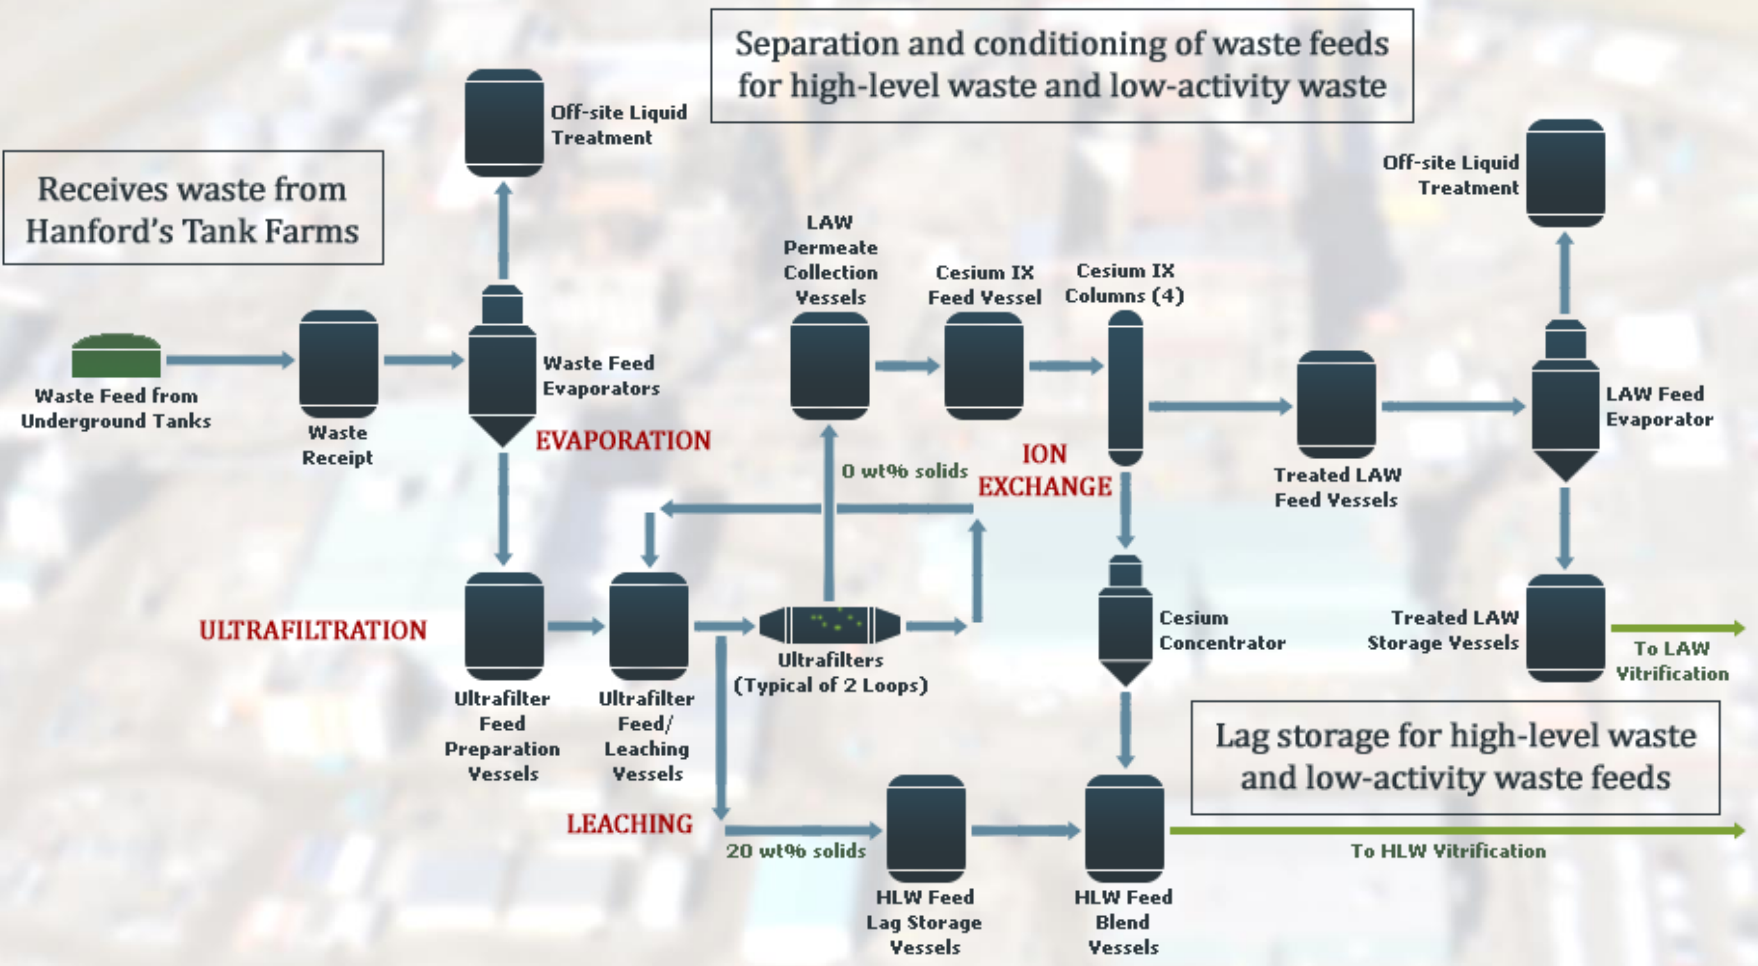 Separation and conditioning of waste feeds
for high-level waste and low-activity waste
Off-site Liquid
Treatment
Receives waste from
Hanford's Tank Farms
Off-site Liquid
Treatment
LAW
Permeate
Collection
Vessels
Cesium IX
Feed Vessel
Cesium IX
Columns (4)
Waste Feed from
Underground Tanks
Waste
Receipt
Waste Feed
Evaporators
EVAPORATION
0 wt% solids
ION
EXCHANGE
Treated LAW
Feed Vessels
LAW Feed
Evaporator
ULTRAFILTRATION
Ultrafilter
Feed
Preparation
Vessels
Ultrafilter
Feed/
Leaching
Vessels
Ultrafilters
(Typical of 2 Loops)
Cesium
Concentrator
Treated LAW
Storage Vessels
To LAW
Vitrification
Lag storage for high-level waste
and low-activity waste feeds
LEACHING
20 wt% solids
To HLW Vitrification
HLW Feed
Lag Storage
Vessels
HLW Feed
Blend
Vessels